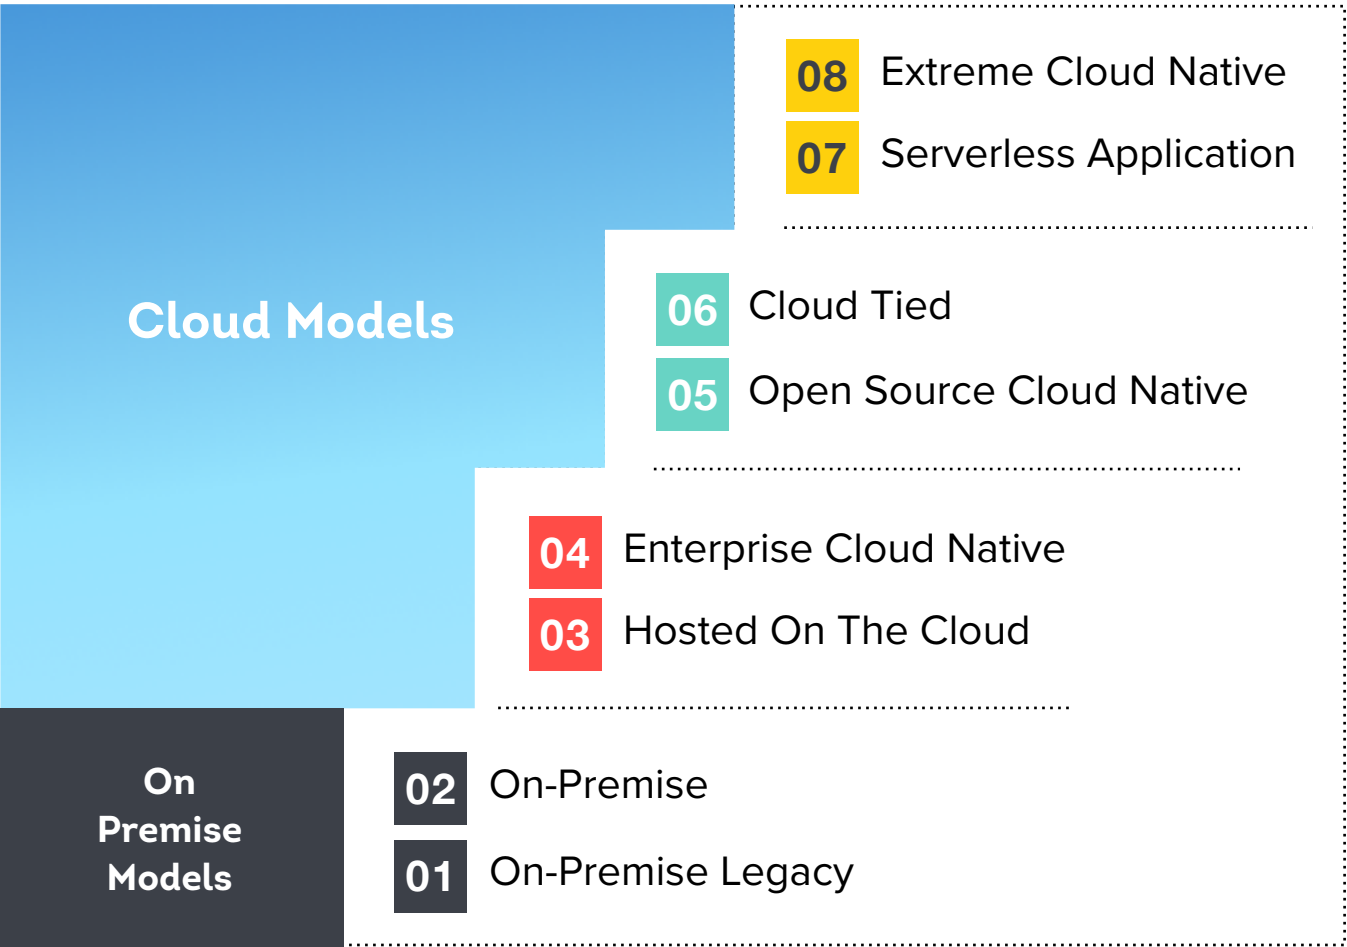 08 Extreme Cloud Native
07 Serverless Application
Cloud Models
06 Cloud Tied
05 Open Source Cloud Native
04 Enterprise Cloud Native
03 Hosted On The Cloud
On
Premise
Models
02 On-Premise
01 On-Premise Legacy